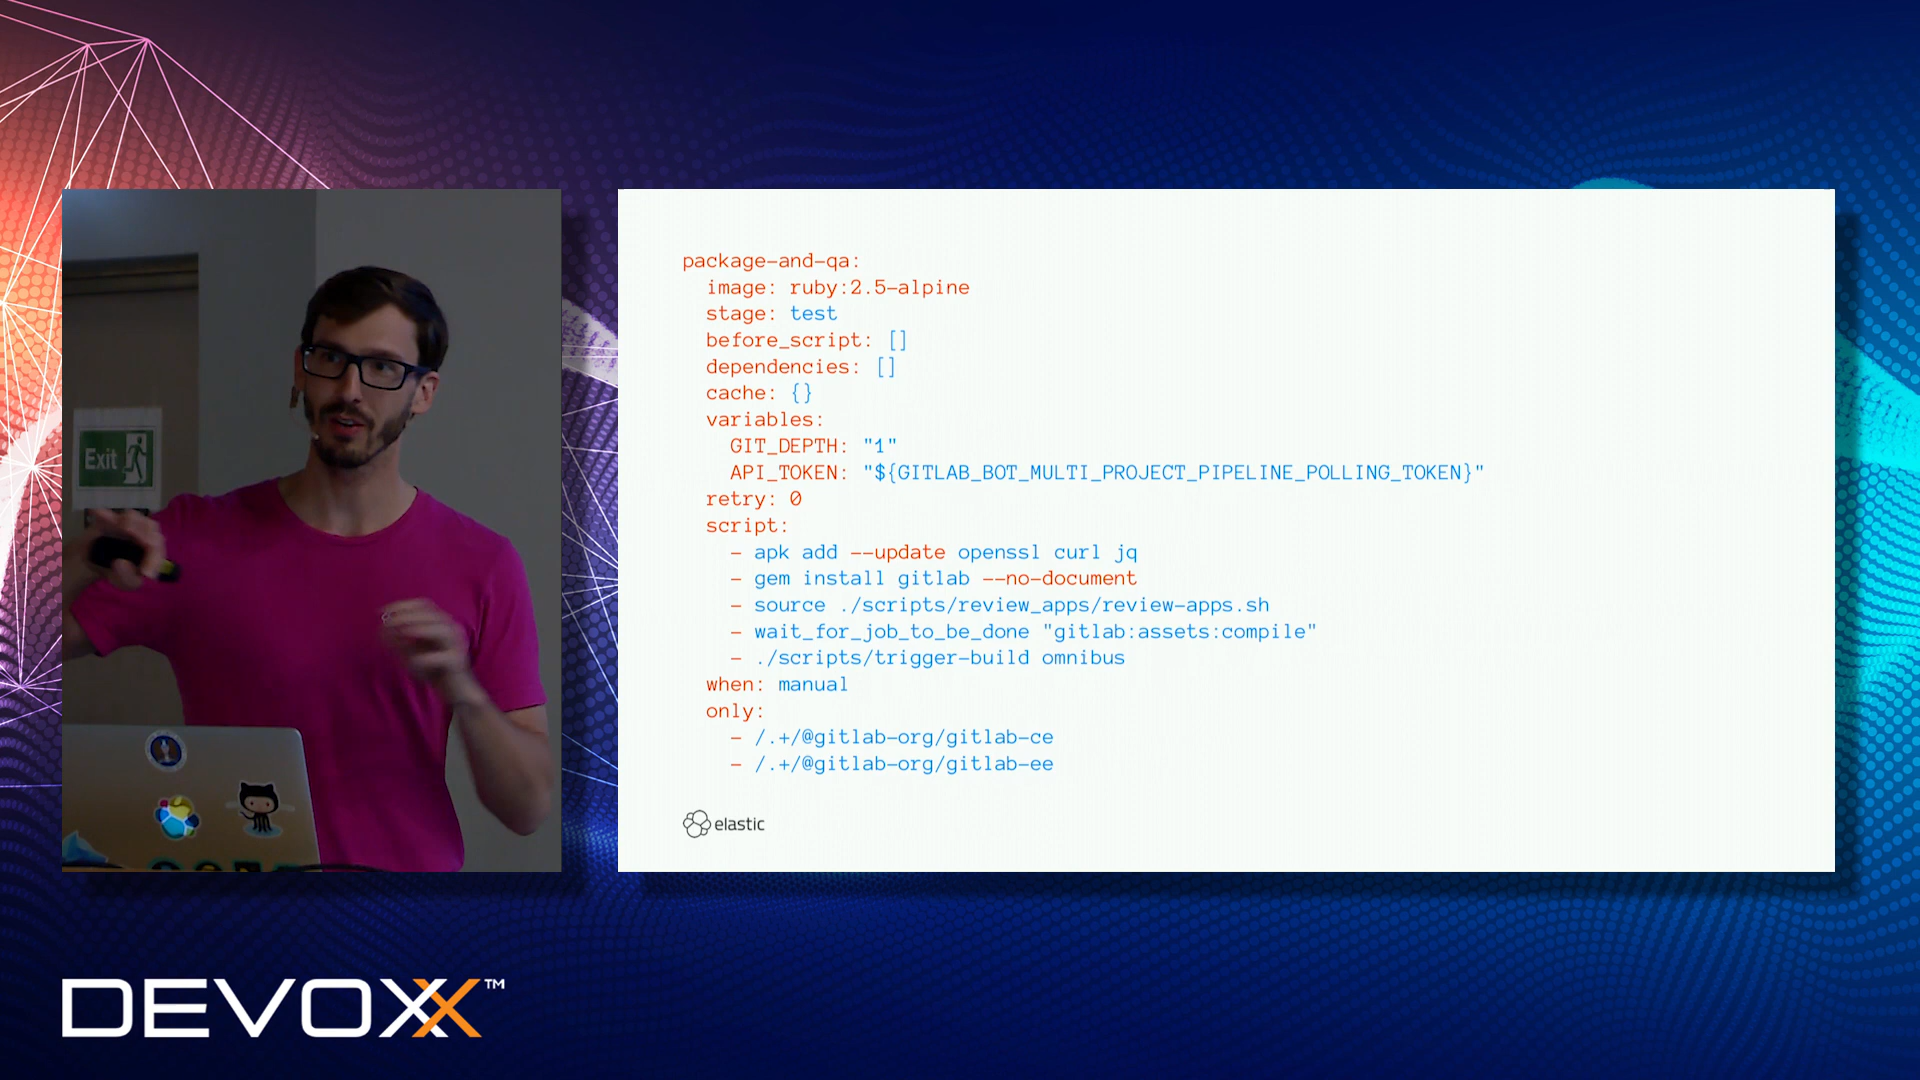 Exit
package-and-qa:
image: ruby:2.5-alpine
stage: test
before_script: []
dependencies: []
cache: {}
variables:
GIT_DEPTH: "1"
API_TOKEN: "${GITLAB_BOT_MULTI_PROJECT_PIPELINE_POLLING_TOKEN}"
retry: 0
script:
- apk add --update openssl curl jq
- gem install gitlab --no-document
- source ./scripts/review_apps/review-apps.sh
- wait_for_job_to_be_done "gitlab:assets:compile"
- ./scripts/trigger-build omnibus
when: manual
only:
- /.+/@gitlab-org/gitlab-ce
- /.+/@gitlab-org/gitlab-ee
elastic
DEVOXX™